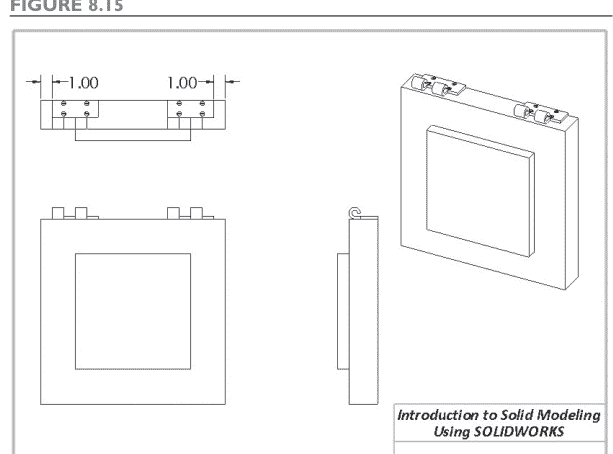 FIGURE 8.15
1.00 1.00
Introduction to Solid Modeling
Using SOLIDWORKS